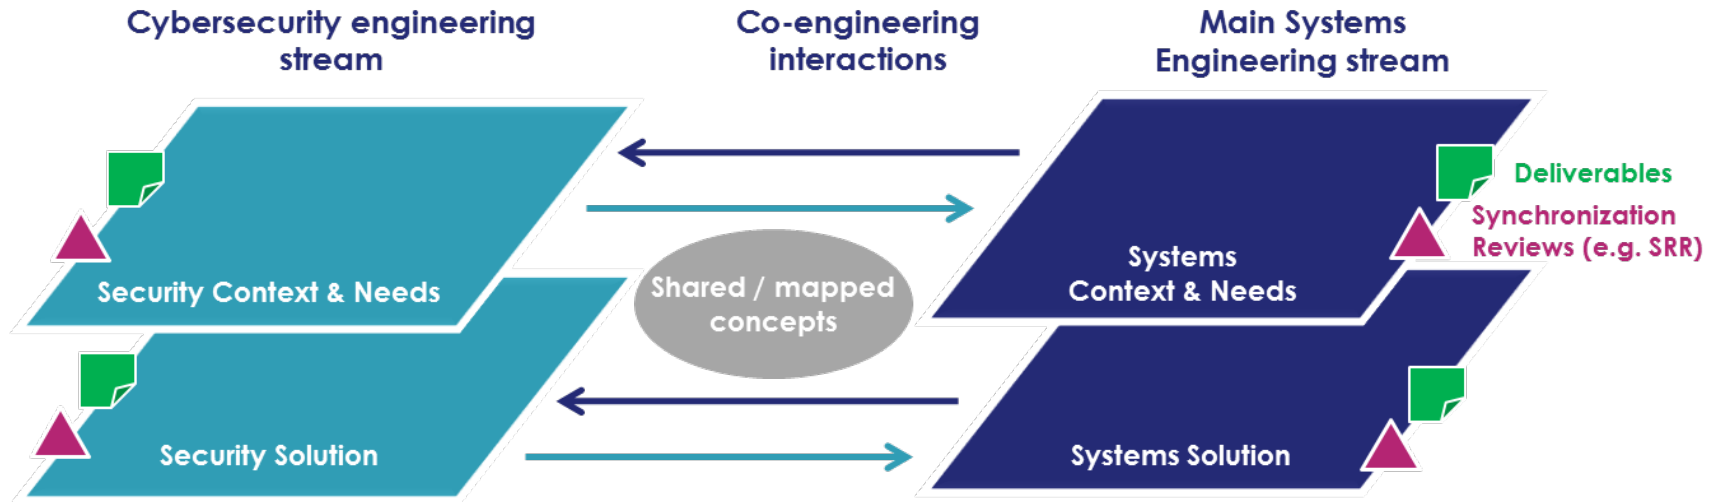 Cybersecurity engineering
stream
Co-engineering
interactions
Main Systems
Engineering stream
Deliverables
Synchronization
Reviews (e.g. SRR)
Security Context & Needs
Shared / mapped
concepts
Systems
Context & Needs
Security Solution
Systems Solution